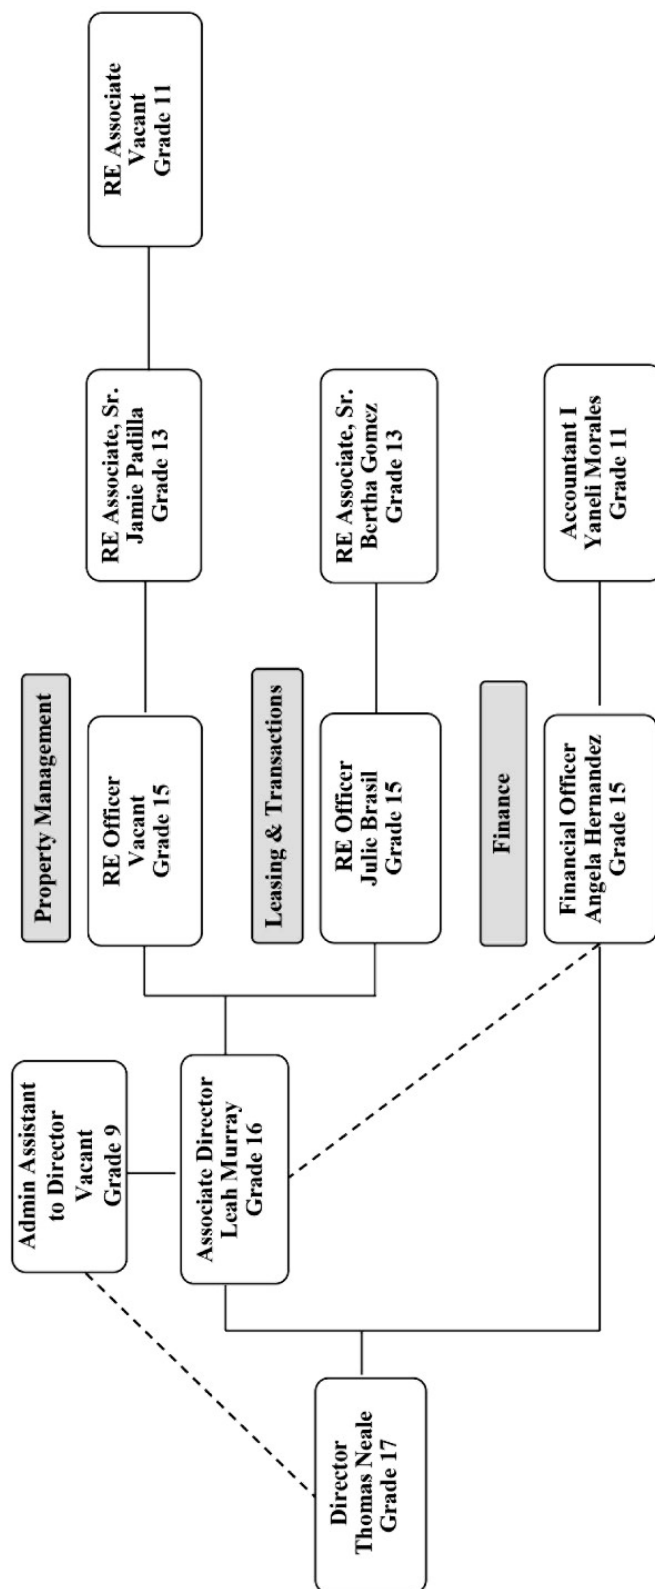 Director
Thomas Neale
Grade 17
Admin Assistant
to Director
Vacant
Grade 9
Associate Director
Leah Murray
Grade 16
Property Management
RE Officer
Vacant
Grade 15
RE Associate, Sr.
Jamie Padilla
Grade 13
RE Associate
Vacant
Grade 11
Leasing & Transactions
RE Officer
Julie Brasil
Grade 15
RE Associate, Sr.
Bertha Gomez
Grade 13
Finance
Financial Officer
Angela Hernandez
Grade 15
Accountant I
Yaneli Morales
Grade 11